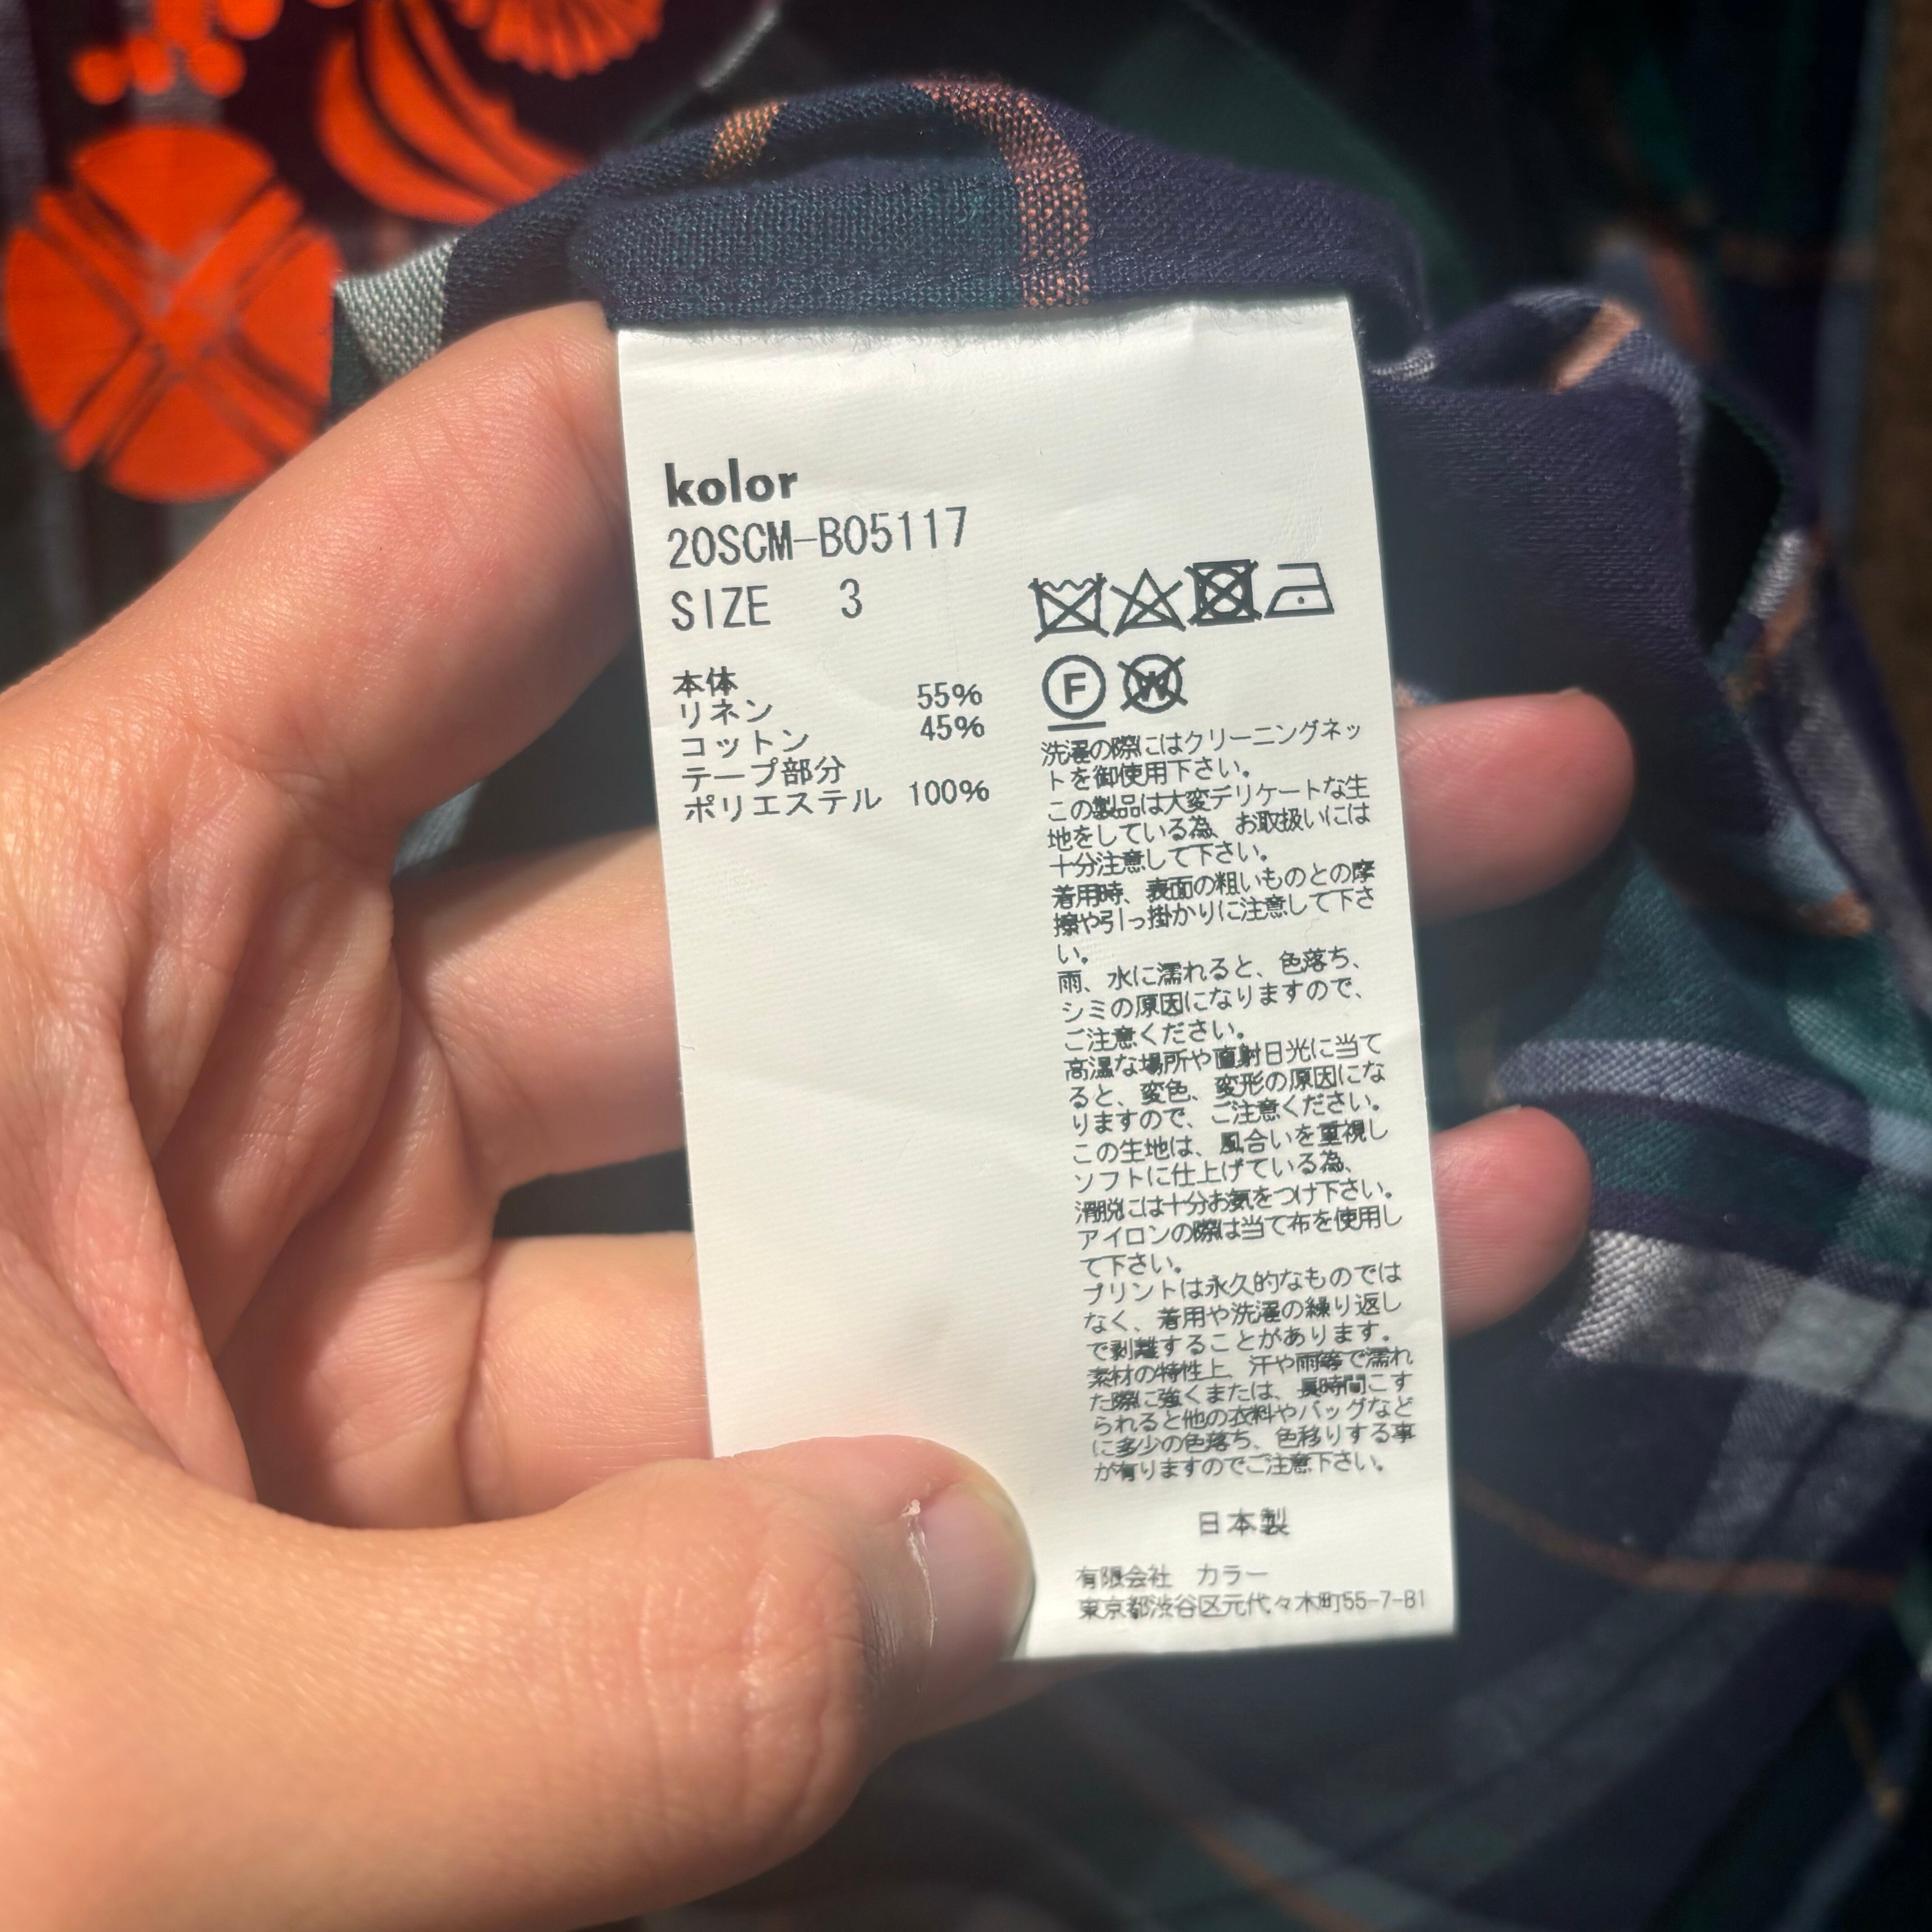 kolor
20SCM-B05117
SIZE 3
本体
リネン 55%
コットン 45%
テープ部分
ポリエステル 100%
F
W
洗濯の際にはクリーニングネッ
トを御使用下さい。
この製品は大変デリケートな生
地をしている為、お取扱いには
十分注意して下さい。
着用時、表面の粗いものとの摩
擦や引っ掛かりに注意して下さ
い。
雨、水に濡れると、色落ち、
シミの原因になりますので、
ご注意ください。
高温な場所や直射日光に当て
ると、変色、変形の原因にな
りますので、ご注意ください。
この生地は、風合いを重視し
ソフトに仕上げている為、
滑脱には十分お気をつけ下さい。
アイロンの際は当て布を使用し
て下さい。
プリントは永久的なものでは
なく、着用や洗濯の繰り返し
で剥離することがあります。
素材の特性上、汗や雨等で濡れ
た際に強くまたは、長時間こす
られると他の衣料やバッグなど
に多少の色落ち、色移りする事
が有りますのでご注意下さい。
日本製
有限会社 カラー
東京都渋谷区元代々木町55-7-B1